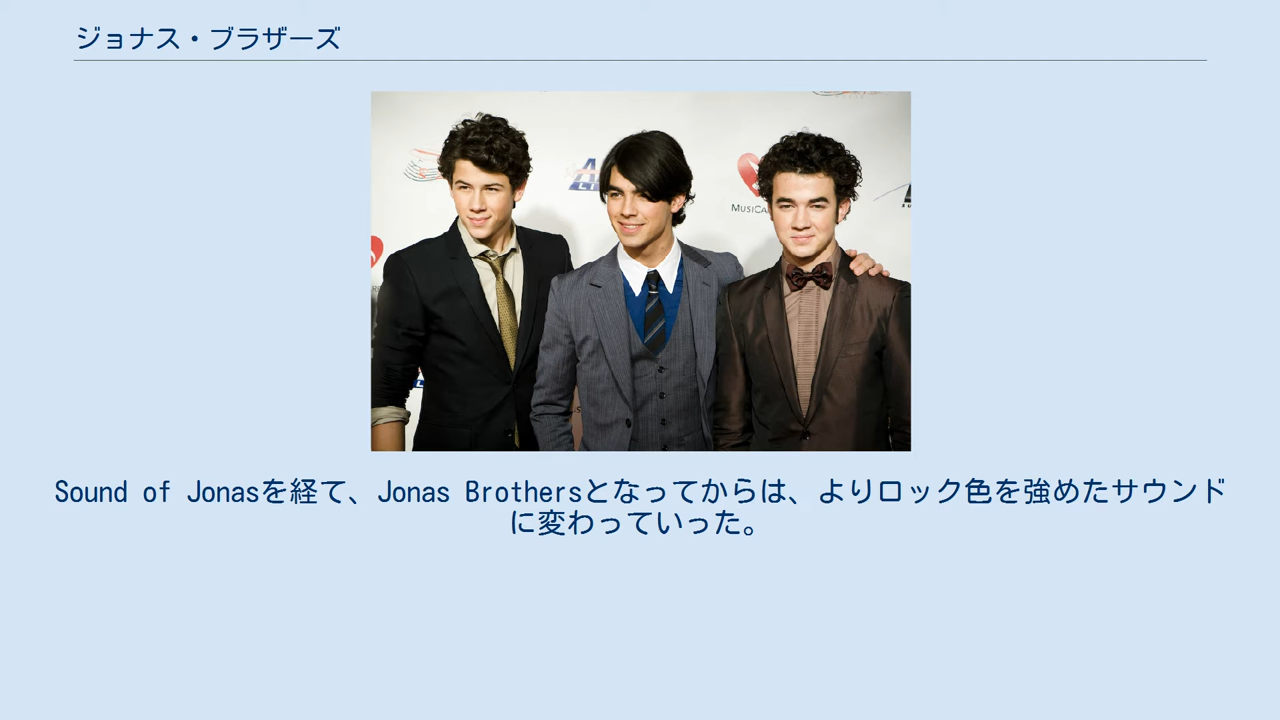 ジョナス・ブラザーズ
MUSICA
Sound of Jonasを経て、Jonas Brothersとなってからは、よりロック色を強めたサウンド
に変わっていった。